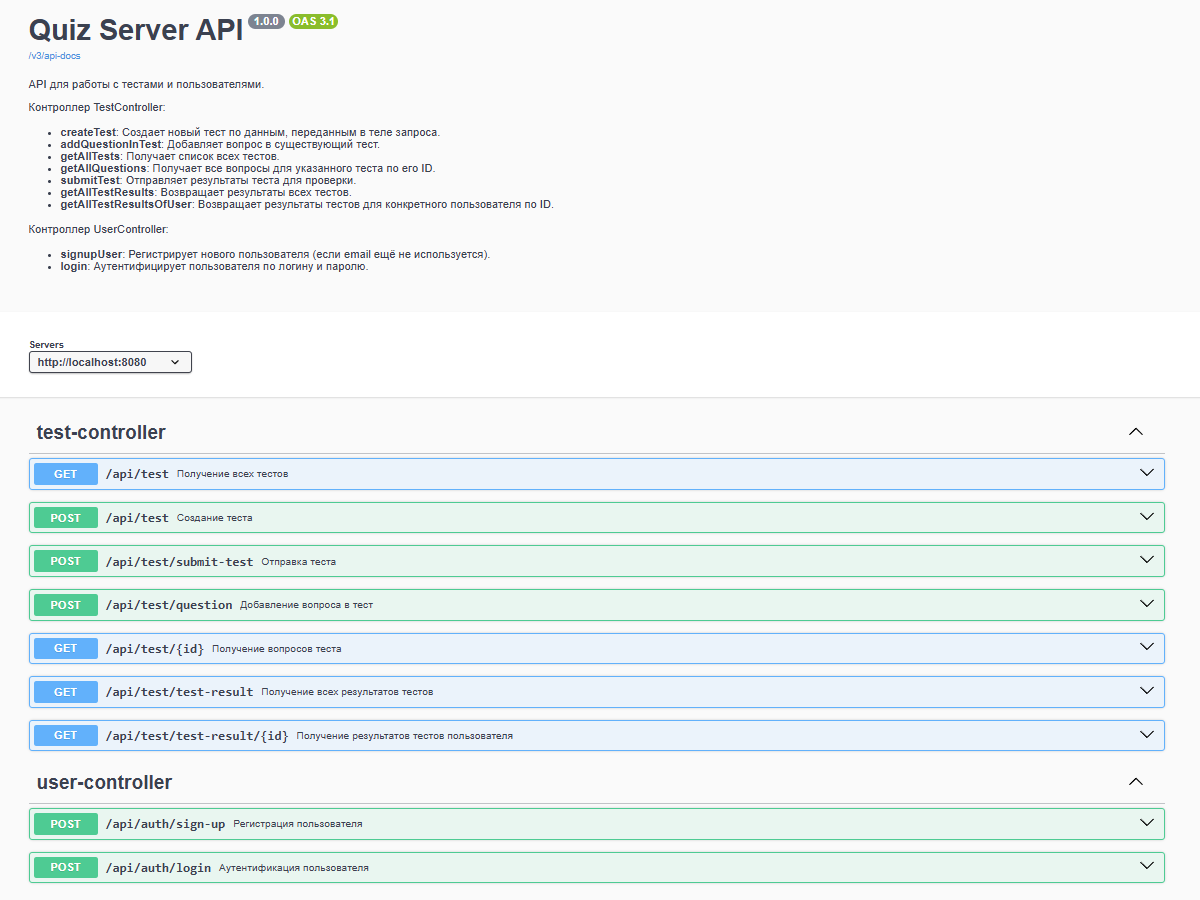 Quiz Server API 1.0.0 OAS 3.1
/v3/api-docs
API для работы с тестами и пользователями.
Контроллер TestController:
createTest: Создает новый тест по данным, переданным в теле запроса.
addQuestionInTest: Добавляет вопрос в существующий тест.
getAllTests: Получает список всех тестов.
getAllQuestions: Получает все вопросы для указанного теста по его ID.
submitTest: Отправляет результаты теста для проверки.
getAllTestResults: Возвращает результаты всех тестов.
getAllTestResultsOfUser: Возвращает результаты тестов для конкретного пользователя по ID.
Контроллер UserController:
signupUser: Регистрирует нового пользователя (если email ещё не используется).
login: Аутентифицирует пользователя по логину и паролю.
Servers
http://localhost:8080
test-controller
GET /api/test Получение всех тестов
POST /api/test Создание теста
POST /api/test/submit-test Отправка теста
POST /api/test/question Добавление вопроса в тест
GET /api/test/{id} Получение вопросов теста
GET /api/test/test-result Получение всех результатов тестов
GET /api/test/test-result/{id} Получение результатов тестов пользователя
user-controller
POST /api/auth/sign-up Регистрация пользователя
POST /api/auth/login Аутентификация пользователя